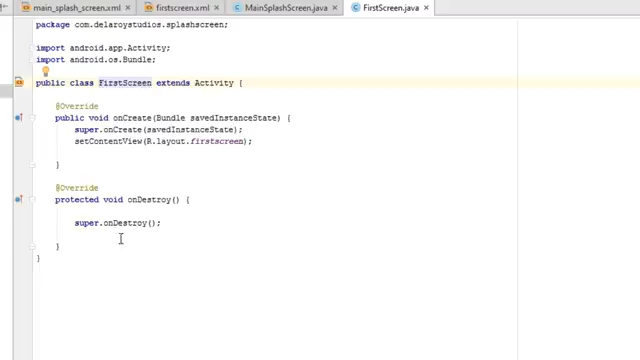 main_splash_screen.xml
firstscreen.xml
MainSplashScreen.java
FirstScreen.java
package com.delaroystudios.splashscreen;
import android.app.Activity;
import android.os.Bundle;
public class FirstScreen extends Activity {
@Override
public void onCreate(Bundle savedInstanceState) {
super.onCreate(savedInstanceState);
setContentView(R.layout.firstscreen);
}
@Override
protected void onDestroy() {
super.onDestroy();
}
}